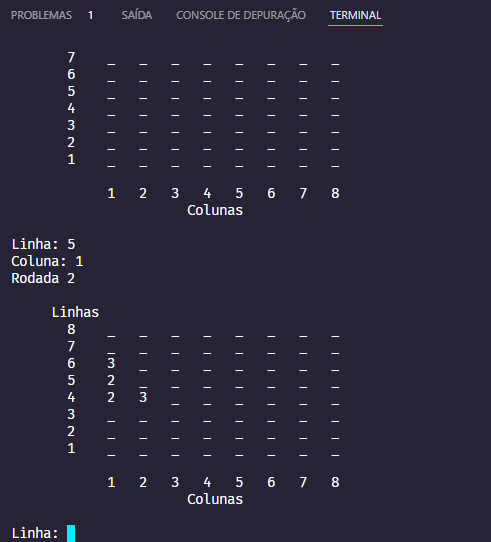 PROBLEMAS 1 SAÍDA CONSOLE DE DEPURAÇÃO TERMINAL
7 _ _ _ _ _ _ _ _
6 _ _ _ _ _ _ _ _
5 _ _ _ _ _ _ _ _
4 _ _ _ _ _ _ _ _
3 _ _ _ _ _ _ _ _
2 _ _ _ _ _ _ _ _
1 _ _ _ _ _ _ _ _
1 2 3 4 5 6 7 8
Colunas
Linha: 5
Coluna: 1
Rodada 2
Linhas
8 _ _ _ _ _ _ _ _
7 _ _ _ _ _ _ _ _
6 3 _ _ _ _ _ _ _
5 2 _ _ _ _ _ _ _
4 2 3 _ _ _ _ _ _
3 _ _ _ _ _ _ _ _
2 _ _ _ _ _ _ _ _
1 _ _ _ _ _ _ _ _
1 2 3 4 5 6 7 8
Colunas
Linha: